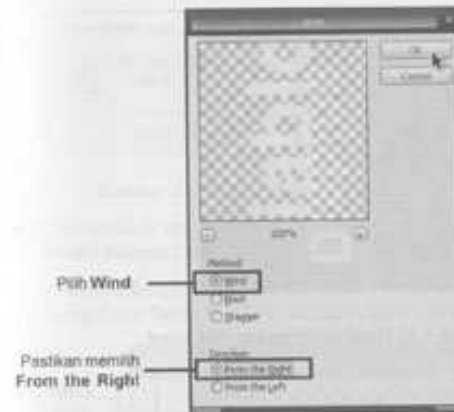 OK
Cancel
100%
Method
Wind
Blast
Stagger
Pilih Wind
Direction
From the Right
From the Left
Pastikan memilih
From the Right